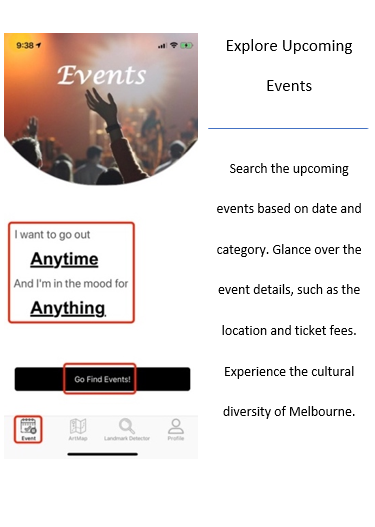 9:38
Events
I want to go out
Anytime
And I'm in the mood for
Anything
Go Find Events!
Event
ArtMap
Landmark Detector
Profile
Explore Upcoming
Events
Search the upcoming
events based on date and
category. Glance over the
event details, such as the
location and ticket fees.
Experience the cultural
diversity of Melbourne.